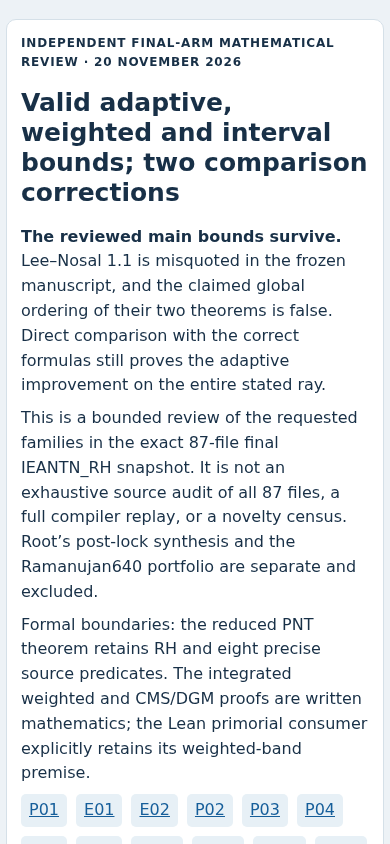 INDEPENDENT FINAL-ARM MATHEMATICAL
REVIEW · 20 NOVEMBER 2026
Valid adaptive,
weighted and interval
bounds; two comparison
corrections
The reviewed main bounds survive.
Lee–Nosal 1.1 is misquoted in the frozen
manuscript, and the claimed global
ordering of their two theorems is false.
Direct comparison with the correct
formulas still proves the adaptive
improvement on the entire stated ray.
This is a bounded review of the requested
families in the exact 87-file final
IEANTN_RH snapshot. It is not an
exhaustive source audit of all 87 files, a
full compiler replay, or a novelty census.
Root’s post-lock synthesis and the
Ramanujan640 portfolio are separate and
excluded.
Formal boundaries: the reduced PNT
theorem retains RH and eight precise
source predicates. The integrated
weighted and CMS/DGM proofs are written
mathematics; the Lean primorial consumer
explicitly retains its weighted-band
premise.
P01 E01 E02 P02 P03 P04